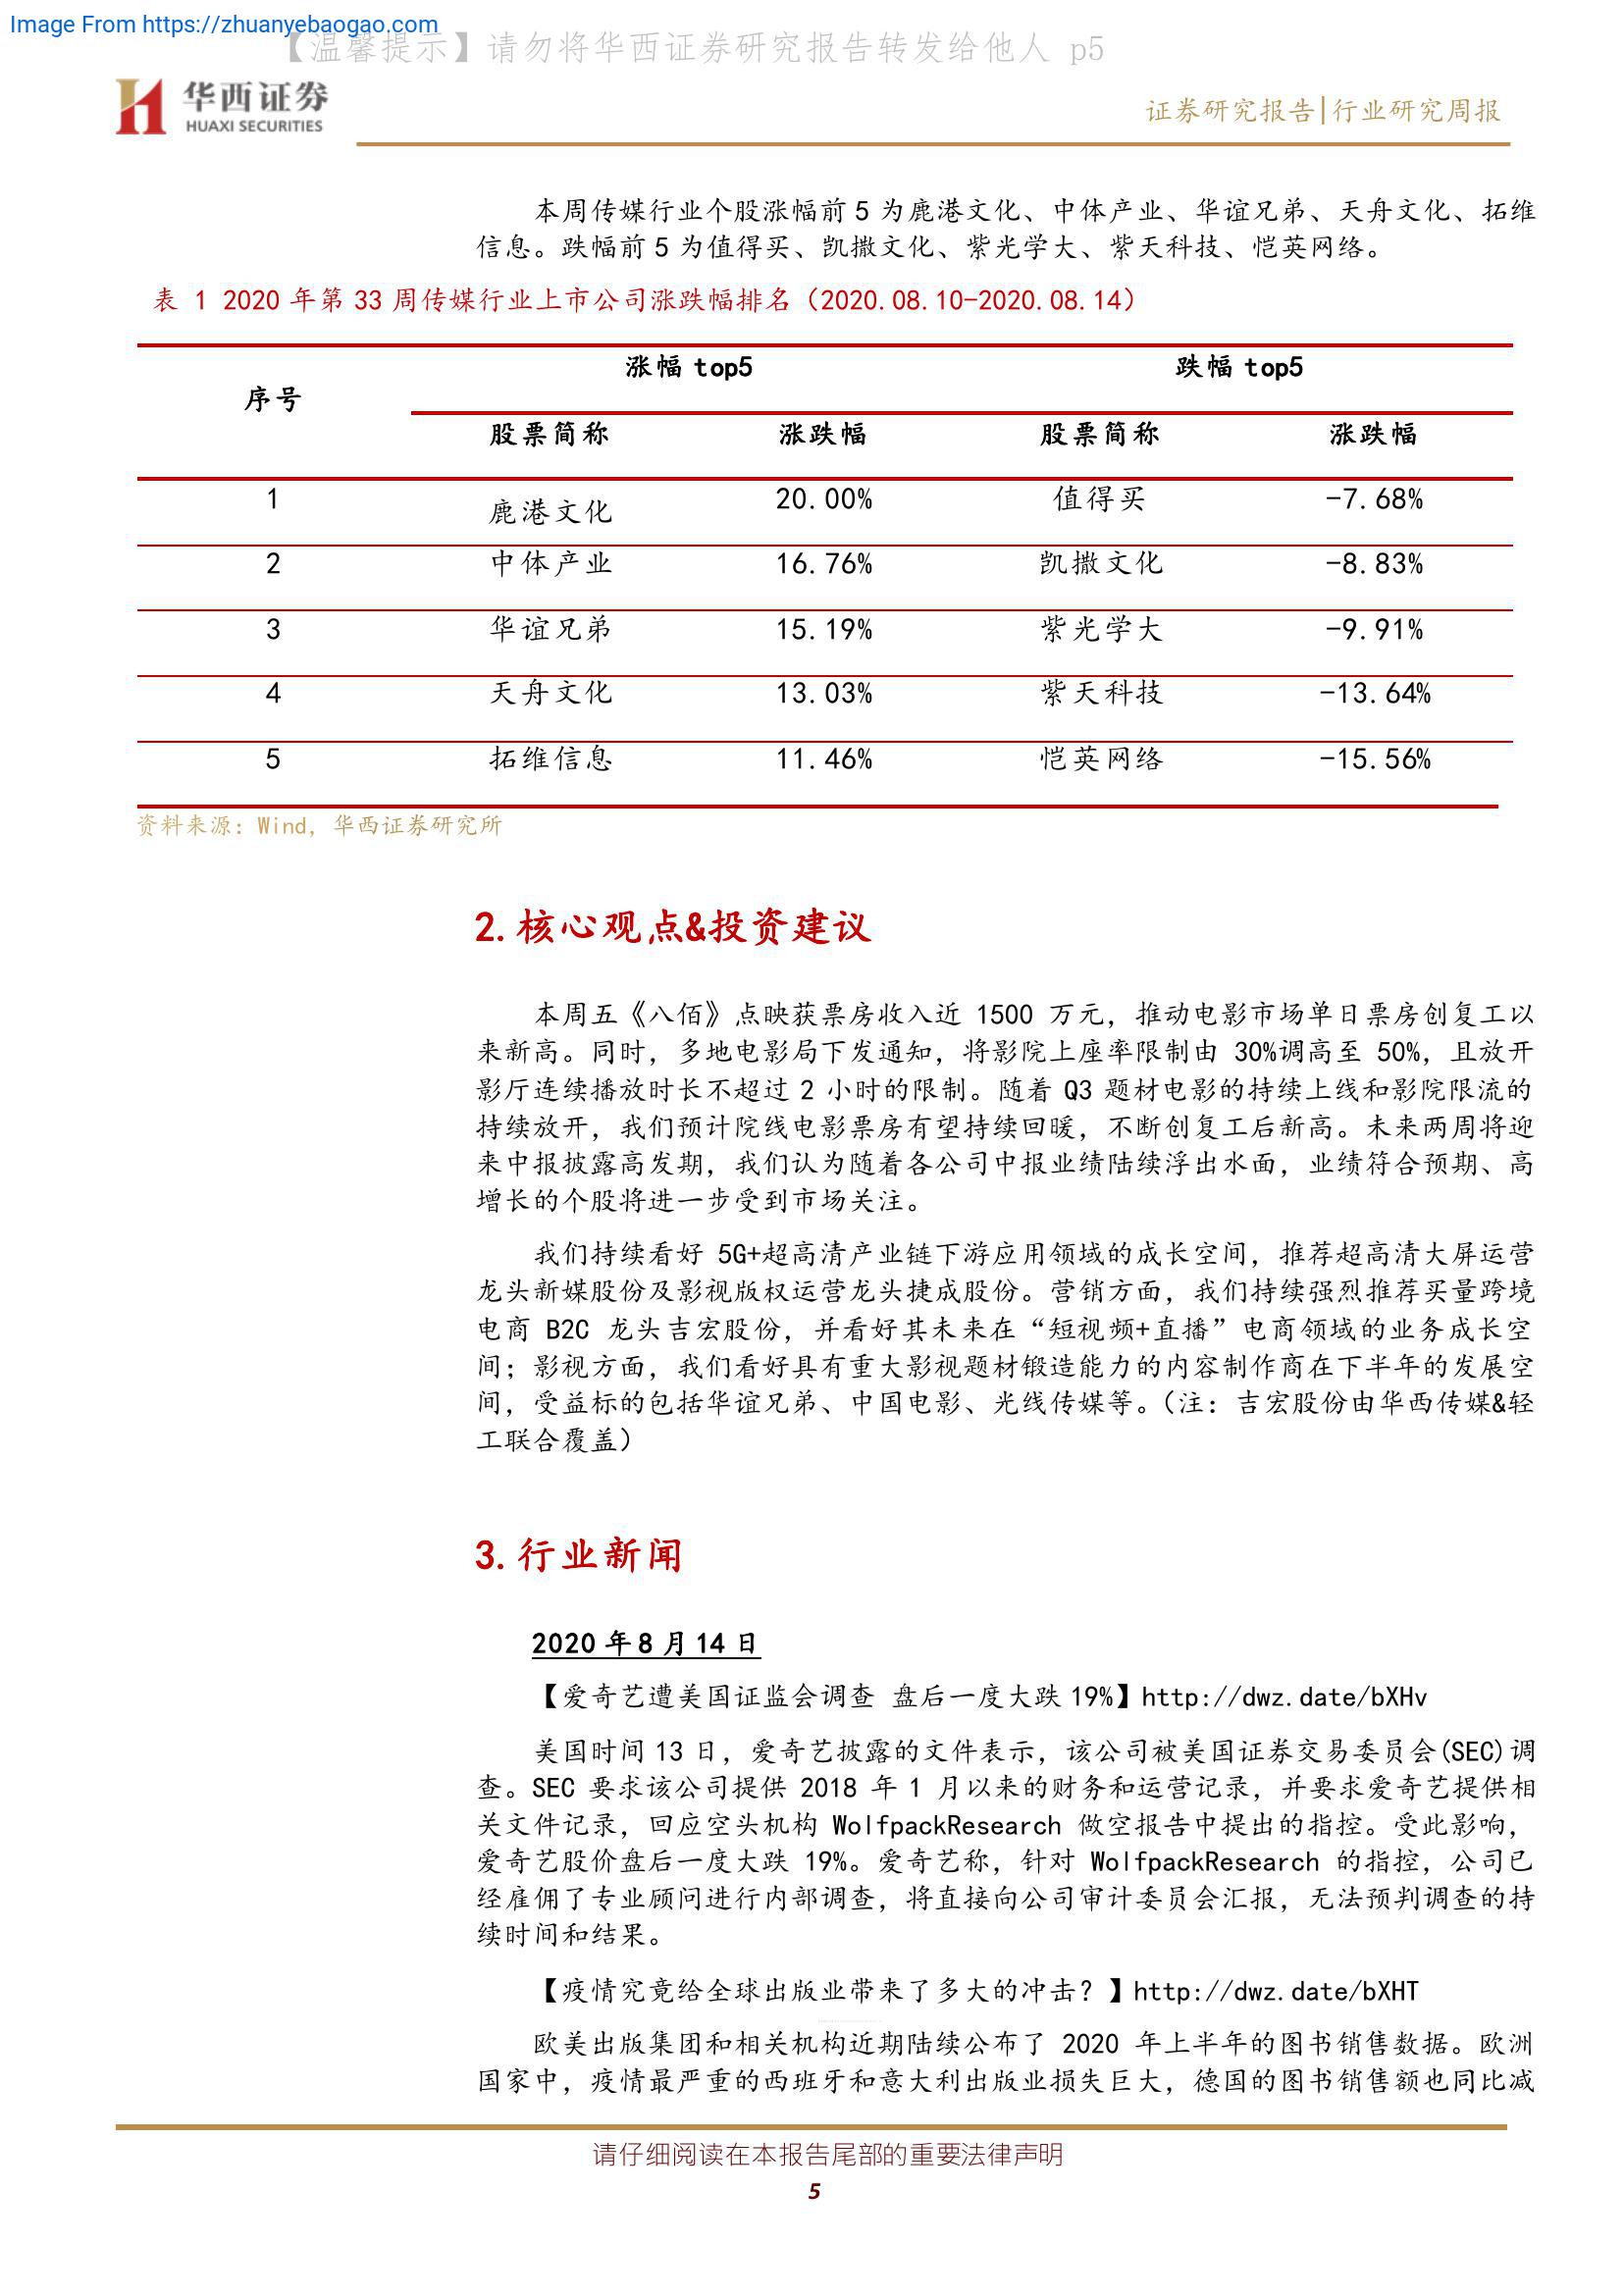 Image From https://zhuanyebaogao.com
【温馨提示】请勿将华西证券研究报告转发给他人 p5
华西证券
HUAXI SECURITIES
证券研究报告|行业研究周报
本周传媒行业个股涨幅前 5 为鹿港文化、中体产业、华谊兄弟、天舟文化、拓维
信息。跌幅前 5 为值得买、凯撒文化、紫光学大、紫天科技、恺英网络。
表 1 2020 年第 33 周传媒行业上市公司涨跌幅排名（2020.08.10-2020.08.14）
序号 涨幅 top5 跌幅 top5
股票简称 涨跌幅 股票简称 涨跌幅
1 鹿港文化 20.00% 值得买 -7.68%
2 中体产业 16.76% 凯撒文化 -8.83%
3 华谊兄弟 15.19% 紫光学大 -9.91%
4 天舟文化 13.03% 紫天科技 -13.64%
5 拓维信息 11.46% 恺英网络 -15.56%
资料来源：Wind, 华西证券研究所
2.核心观点&投资建议
本周五《八佰》点映获票房收入近 1500 万元，推动电影市场单日票房创复工以
来新高。同时，多地电影局下发通知，将影院上座率限制由 30%调高至 50%，且放开
影厅连续播放时长不超过 2 小时的限制。随着 Q3 题材电影的持续上线和影院限流的
持续放开，我们预计院线电影票房有望持续回暖，不断创复工后新高。未来两周将迎
来中报披露高发期，我们认为随着各公司中报业绩陆续浮出水面，业绩符合预期、高
增长的个股将进一步受到市场关注。
我们持续看好 5G+超高清产业链下游应用领域的成长空间，推荐超高清大屏运营
龙头新媒股份及影视版权运营龙头捷成股份。营销方面，我们持续强烈推荐买量跨境
电商 B2C 龙头吉宏股份，并看好其未来在“短视频+直播”电商领域的业务成长空
间；影视方面，我们看好具有重大影视题材锻造能力的内容制作商在下半年的发展空
间，受益标的包括华谊兄弟、中国电影、光线传媒等。（注：吉宏股份由华西传媒&轻
工联合覆盖）
3.行业新闻
2020 年 8 月 14 日
【爱奇艺遭美国证监会调查 盘后一度大跌 19%】http://dwz.date/bXHv
美国时间 13 日，爱奇艺披露的文件表示，该公司被美国证券交易委员会(SEC)调
查。SEC 要求该公司提供 2018 年 1 月以来的财务和运营记录，并要求爱奇艺提供相
关文件记录，回应空头机构 WolfpackResearch 做空报告中提出的指控。受此影响，
爱奇艺股价盘后一度大跌 19%。爱奇艺称，针对 WolfpackResearch 的指控，公司已
经雇佣了专业顾问进行内部调查，将直接向公司审计委员会汇报，无法预判调查的持
续时间和结果。
【疫情究竟给全球出版业带来了多大的冲击？】http://dwz.date/bXHT
欧美出版集团和相关机构近期陆续公布了 2020 年上半年的图书销售数据。欧洲
国家中，疫情最严重的西班牙和意大利出版业损失巨大，德国的图书销售额也同比减
请仔细阅读在本报告尾部的重要法律声明
5